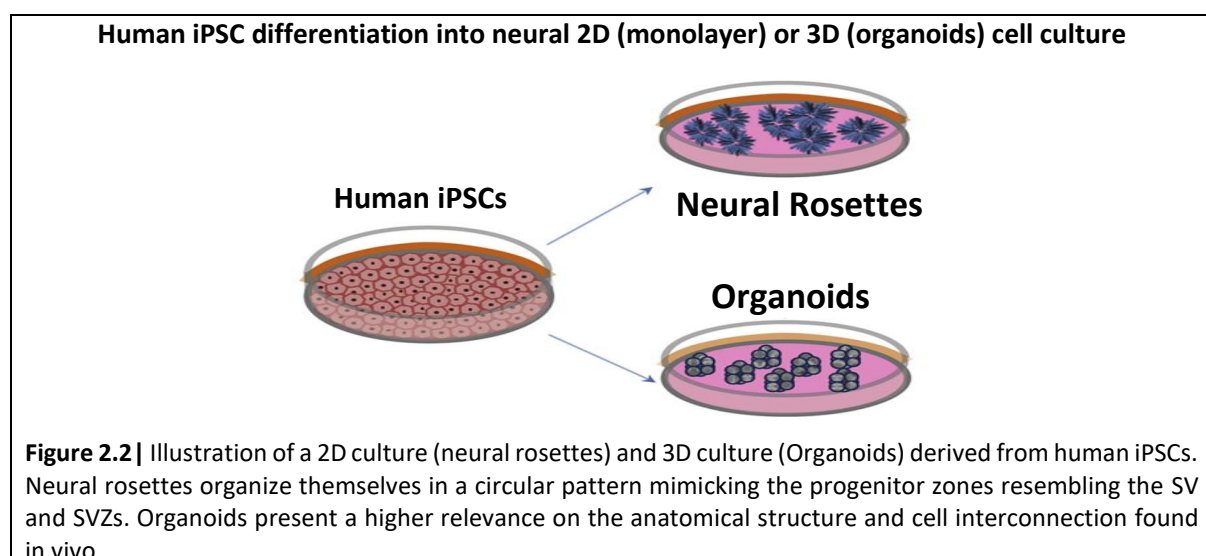 Human iPSC differentiation into neural 2D (monolayer) or 3D (organoids) cell culture
Human iPSCs
Neural Rosettes
Organoids
Figure 2.2| Illustration of a 2D culture (neural rosettes) and 3D culture (Organoids) derived from human iPSCs.
Neural rosettes organize themselves in a circular pattern mimicking the progenitor zones resembling the SV
and SVZs. Organoids present a higher relevance on the anatomical structure and cell interconnection found
in vivo